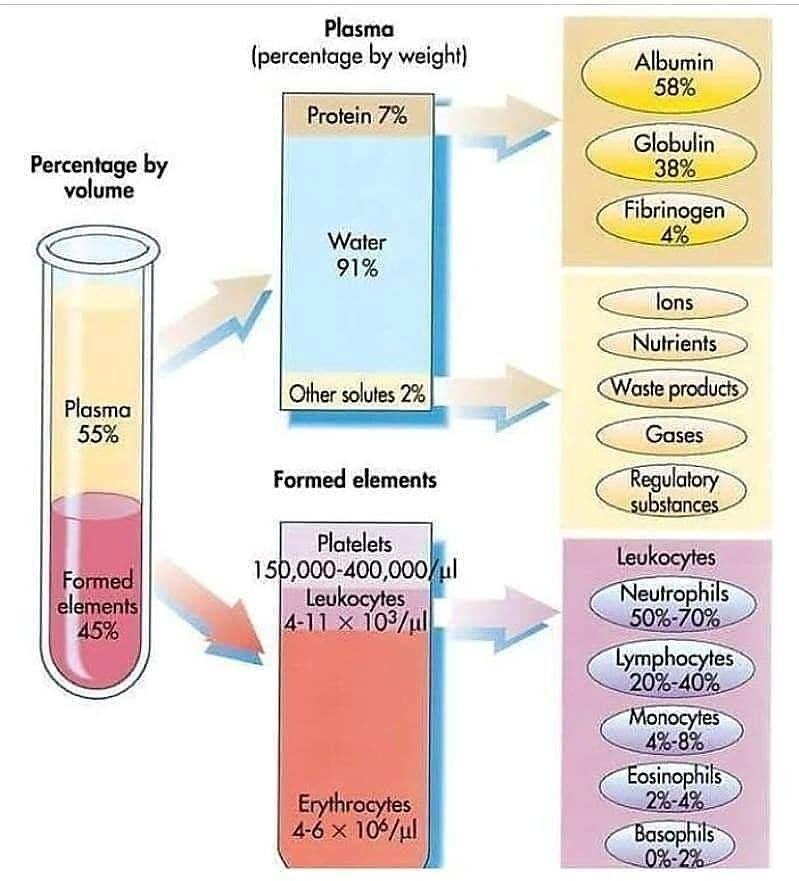 Percentage by
volume
Plasma
55%
Formed
elements
45%
Plasma
(percentage by weight)
Protein 7%
Water
91%
Other solutes 2%
Albumin
58%
Globulin
38%
Fibrinogen
4%
Ions
Nutrients
Waste products
Gases
Regulatory
substances
Formed elements
Platelets
150,000-400,000/μl
Leukocytes
4-11 × 10³/μl
Erythrocytes
4-6 × 10⁶/μl
Leukocytes
Neutrophils
50%-70%
Lymphocytes
20%-40%
Monocytes
4%-8%
Eosinophils
2%-4%
Basophils
0%-2%